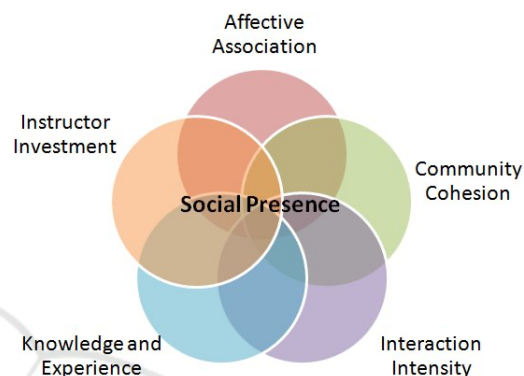 Affective
Association
Instructor
Investment
Community
Cohesion
Social Presence
Knowledge and
Experience
Interaction
Intensity